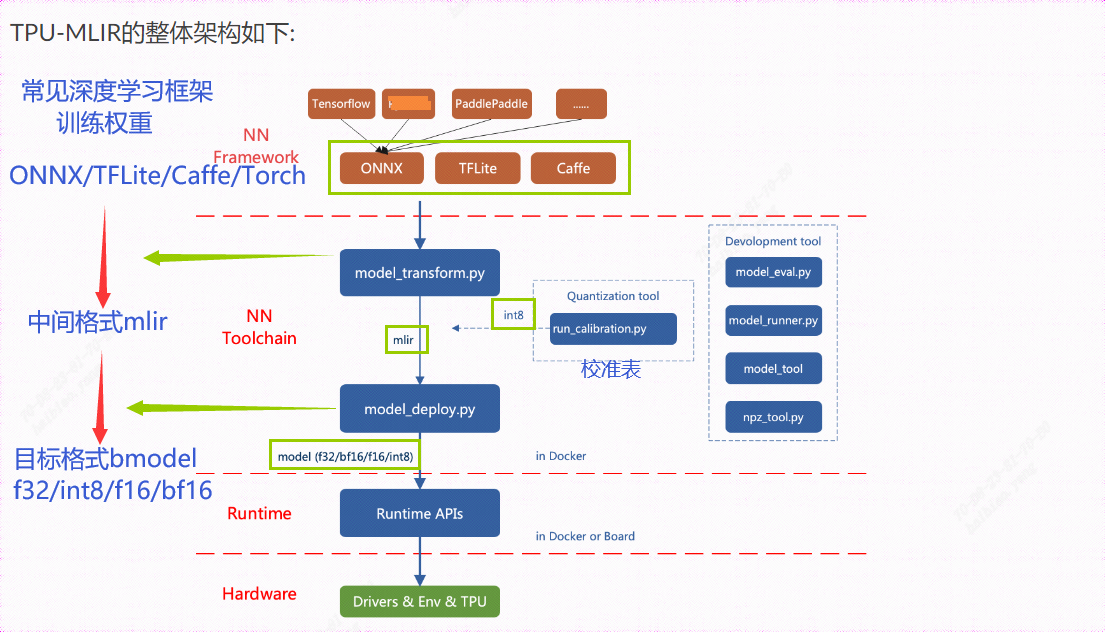 TPU-MLIR的整体架构如下:
常见深度学习框架
训练权重
ONNX/TFLite/Caffe/Torch
NN
Framework
Tensorflow
PaddlePaddle
......
ONNX
TFLite
Caffe
model_transform.py
中间格式mlir
NN
Toolchain
mlir
int8
Quantization tool
run_calibration.py
校准表
Devolopment tool
model_eval.py
model_runner.py
model_tool
npz_tool.py
model_deploy.py
目标格式bmodel
f32/int8/f16/bf16
model (f32/bf16/f16/int8)
in Docker
Runtime
Runtime APIs
in Docker or Board
Hardware
Drivers & Env & TPU